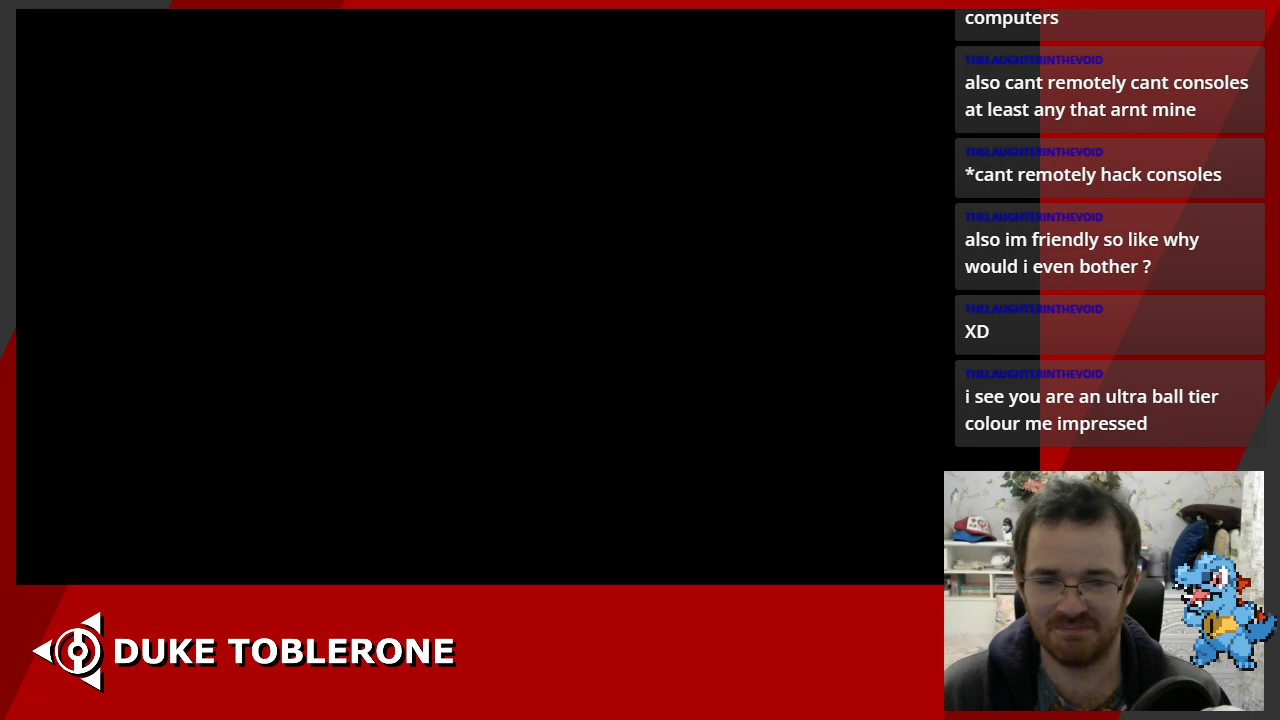 computers
THELAUGHTERINTHEVOID
also cant remotely cant consoles
at least any that arnt mine
THELAUGHTERINTHEVOID
*cant remotely hack consoles
THELAUGHTERINTHEVOID
also im friendly so like why
would i even bother ?
THELAUGHTERINTHEVOID
XD
THELAUGHTERINTHEVOID
i see you are an ultra ball tier
colour me impressed
DUKE TOBLERONE